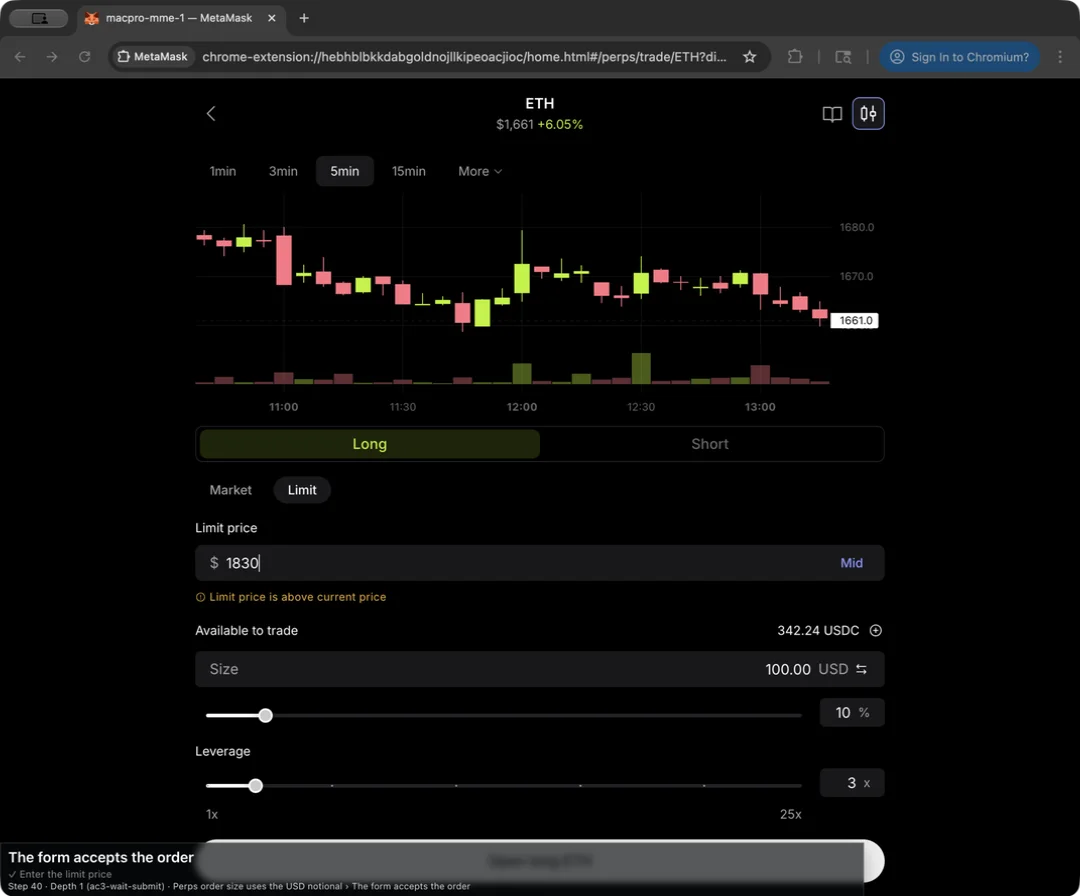 macpro-mme-1 — MetaMask
MetaMask chrome-extension://hebhblbkkdabgoldnojllkipeoacjioc/home.html#/perps/trade/ETH?di... Sign In to Chromium?
ETH
$1,661 +6.05%
1min 3min 5min 15min More
1680.0
1670.0
1661.0
11:00 11:30 12:00 12:30 13:00
Long Short
Market Limit
Limit price
$ 1830 Mid
Limit price is above current price
Available to trade 342.24 USDC
Size 100.00 USD
10 %
Leverage
3 x
1x 25x
The form accepts the order
✓ Enter the limit price
Step 40 · Depth 1 (ac3-wait-submit) · Perps order size uses the USD notional › The form accepts the order